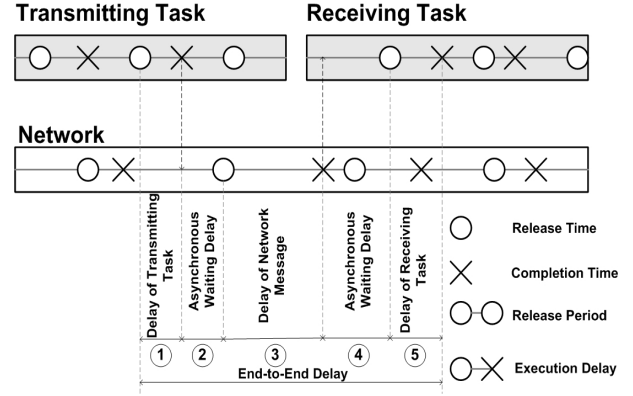 Transmitting Task
Receiving Task
Network
Delay of Transmitting
Task
Asynchronous
Waiting Delay
Delay of Network
Message
Asynchronous
Waiting Delay
Delay of Receiving
Task
1
2
3
4
5
End-to-End Delay
Release Time
Completion Time
Release Period
Execution Delay